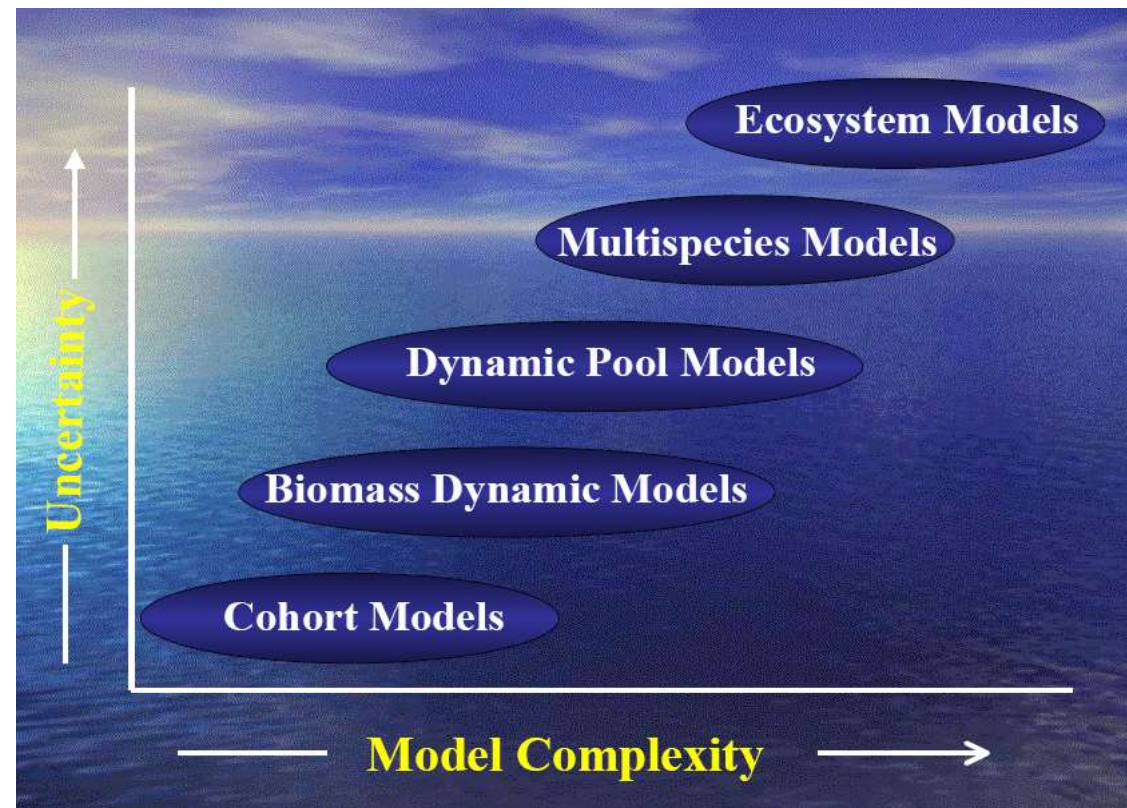 Ecosystem Models
Multispecies Models
Dynamic Pool Models
Biomass Dynamic Models
Cohort Models
Uncertainty
Model Complexity